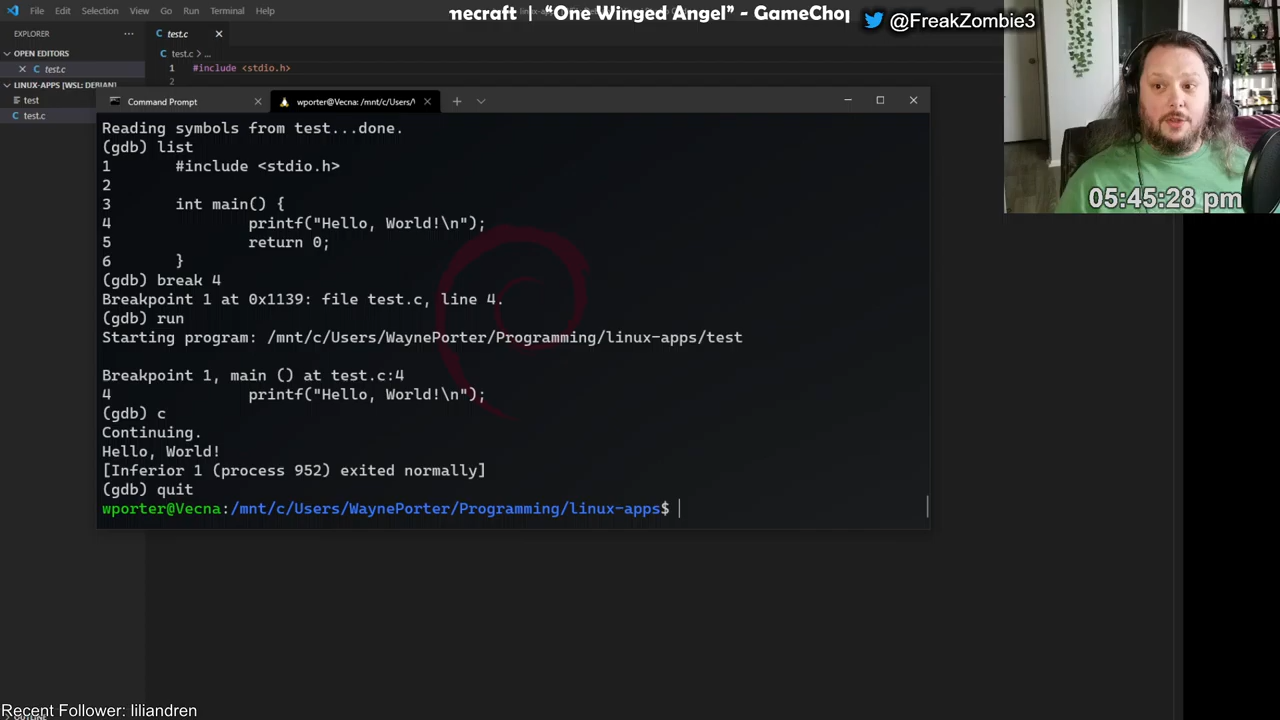 File Edit Selection View Go Run Terminal Help
necraft | “One Winged Angel” - GameChop
@FreakZombie3
EXPLORER
test.c
OPEN EDITORS
test.c
test.c > ...
LINUX-APPS [WSL: DEBIAN]
1 #include <stdio.h>
2
test
test.c
Command Prompt
wporter@Vecna: /mnt/c/Users/
Reading symbols from test...done.
(gdb) list
1 #include <stdio.h>
2
3 int main() {
4 printf("Hello, World!\n");
5 return 0;
6 }
(gdb) break 4
Breakpoint 1 at 0x1139: file test.c, line 4.
(gdb) run
Starting program: /mnt/c/Users/WaynePorter/Programming/linux-apps/test
Breakpoint 1, main () at test.c:4
4 printf("Hello, World!\n");
(gdb) c
Continuing.
Hello, World!
[Inferior 1 (process 952) exited normally]
(gdb) quit
wporter@Vecna:/mnt/c/Users/WaynePorter/Programming/linux-apps$
05:45:28 pm
Recent Follower: liliandren